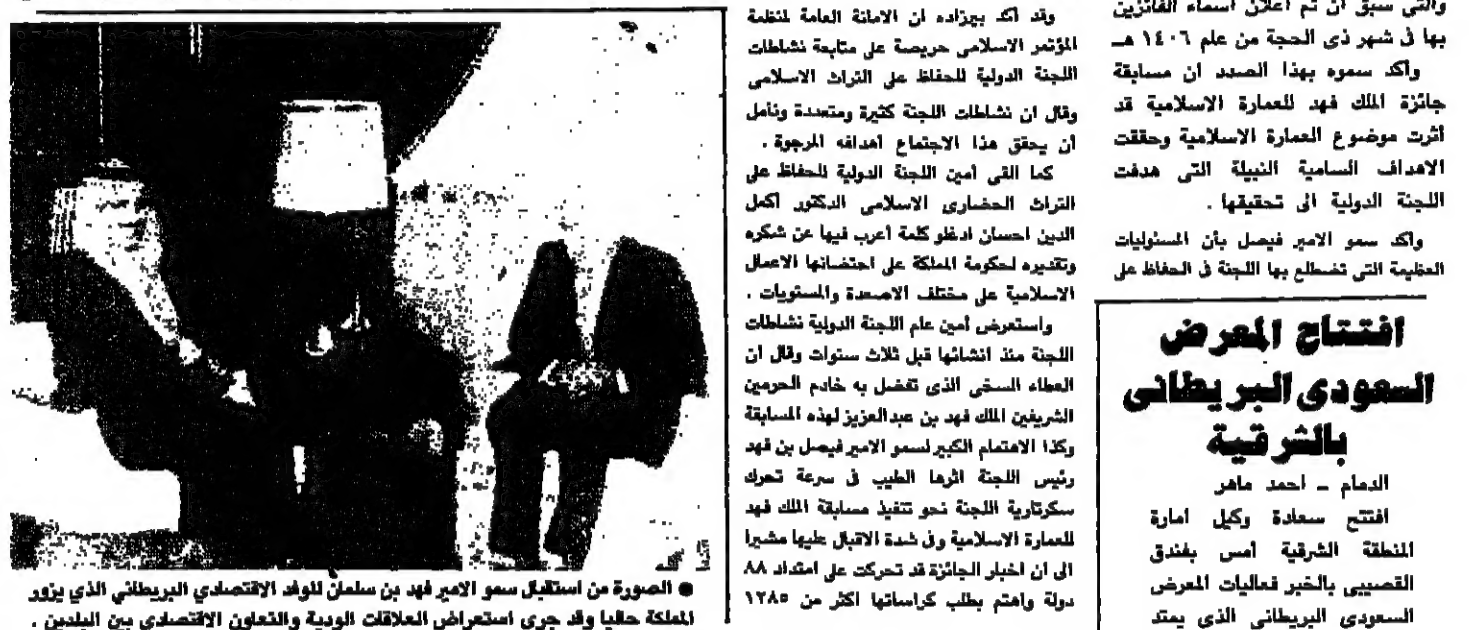 والتى سبق ان تم اعلان اسماء الفائزين
بها فى شهر ذى الحجة من علم ١٤٠٦ هـ
وأكد سموه بهذا الصدد ان مسابقة
جائزة الملك فهد للعمارة الاسلامية قد
أثرت موضوع العمارة الاسلامية وحققت
الاهداف السامية النبيلة التى هدفت
اللجنة الدولية الى تحقيقها .
وأكد سمو الامير فيصل بأن المسئوليات
العظيمة التى تضطلع بها اللجنة فى الحفاظ على
افتتاح المعرض
السعودى البريطانى
بالشرقية
الدمام ـ احمد ماهر
افتتح سعادة وكيل امارة
المنطقة الشرقية أمس بفندق
القصيبى بالخبر فعاليات المعرض
السعودى البريطانى الذى يمتد
وقد اكد بيرزاده ان الامانة العامة لمنظمة
المؤتمر الاسلامى حريصة على متابعة نشاطات
اللجنة الدولية للحفاظ على التراث الاسلامى
وقال ان نشاطات اللجنة كثيرة ومتعددة ونامل
أن يحقق هذا الاجتماع اهدافه المرجوة .
كما القى أمين اللجنة الدولية للحفاظ على
التراث الحضارى الاسلامى الدكتور اكمل
الدين احسان ادغلو كلمة أعرب فيها عن شكره
وتقديره لحكومة المملكة على احتضانها الاعمال
الاسلامية على مختلف الاصعدة والمستويات .
واستعرض أمين عام اللجنة الدولية نشاطات
اللجنة منذ انشائها قبل ثلاث سنوات وقال ان
العطاء السخى الذى تفضل به خادم الحرمين
الشريفين الملك فهد بن عبدالعزيز لهذه المسابقة
وكذا الاهتمام الكبير لسمو الامير فيصل بن فهد
رئيس اللجنة اثرها الطيب فى سرعة تحرك
سكرتارية اللجنة نحو تنفيذ مسابقة الملك فهد
للعمارة الاسلامية وفى شدة الاقبال عليها مشيرا
الى ان اخبار الجائزة قد تحركت على امتداد ٨٨
دولة واهتم بطلب كراساتها اكثر من ١٢٨٥
● الصورة من استقبال سمو الامير فهد بن سلمان للوفد الاقتصادي البريطاني الذي يزور
المملكة حاليا وقد جرى استعراض العلاقات الودية والتعاون الاقتصادي بين البلدين .